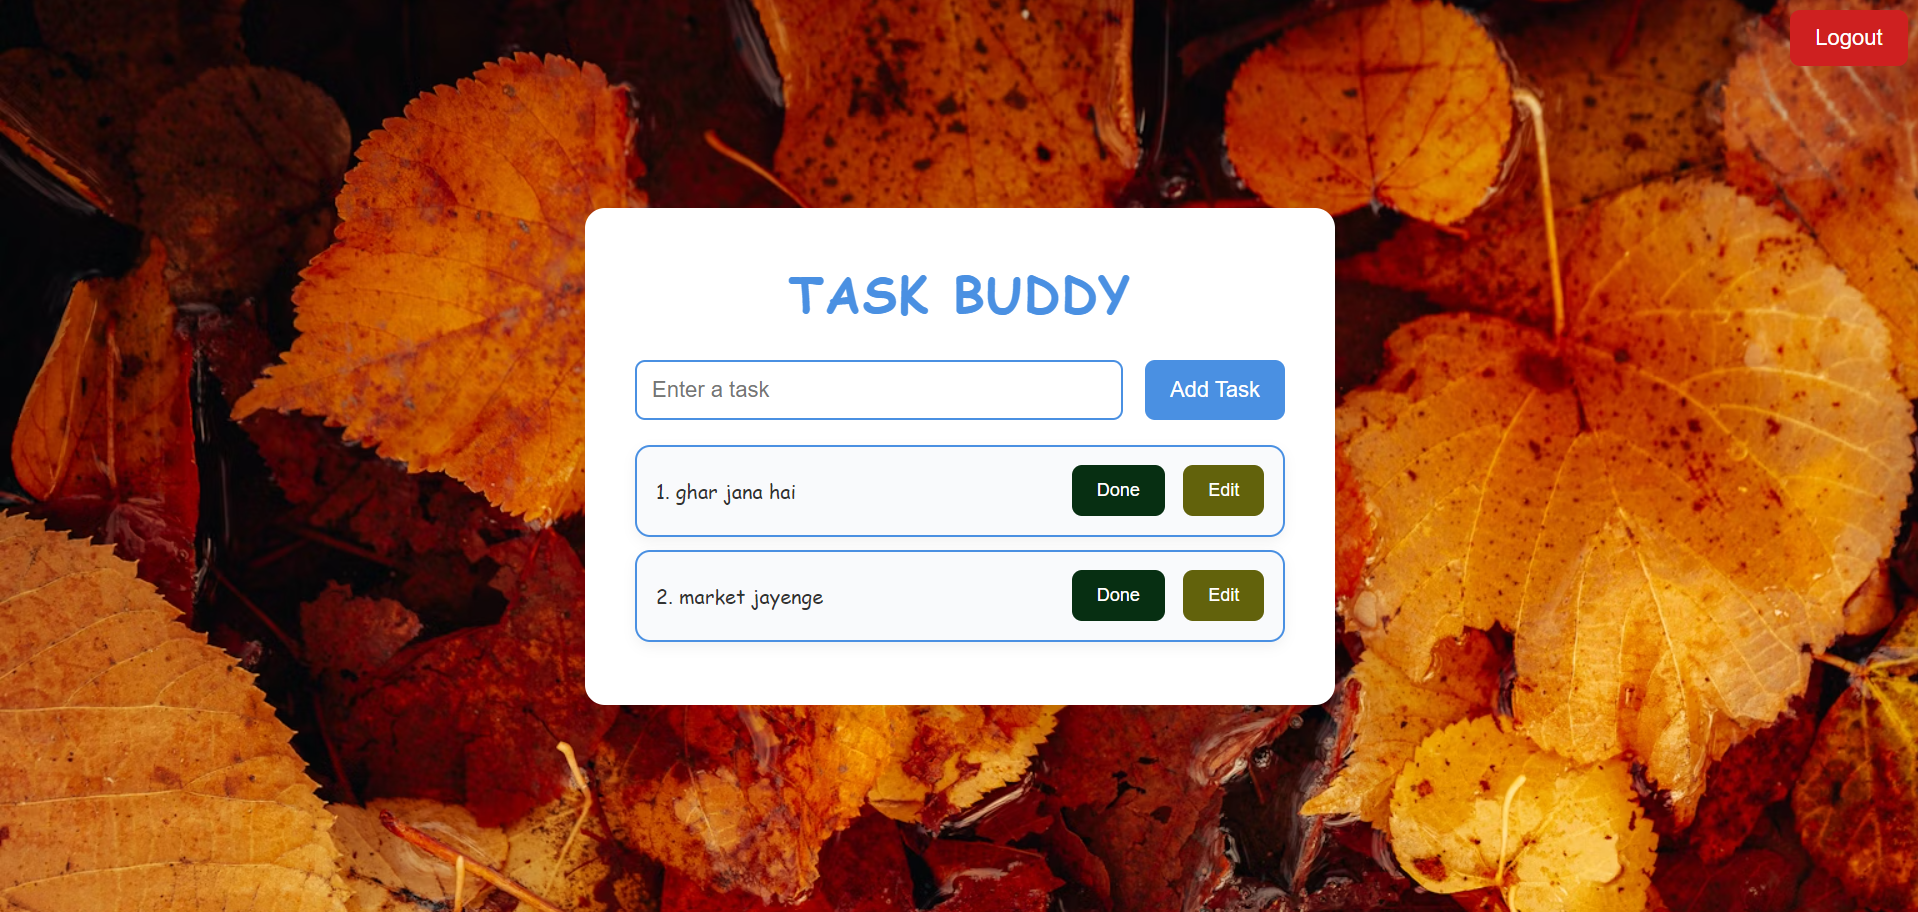 Logout
TASK BUDDY
Enter a task
Add Task
1. ghar jana hai
Done
Edit
2. market jayenge
Done
Edit